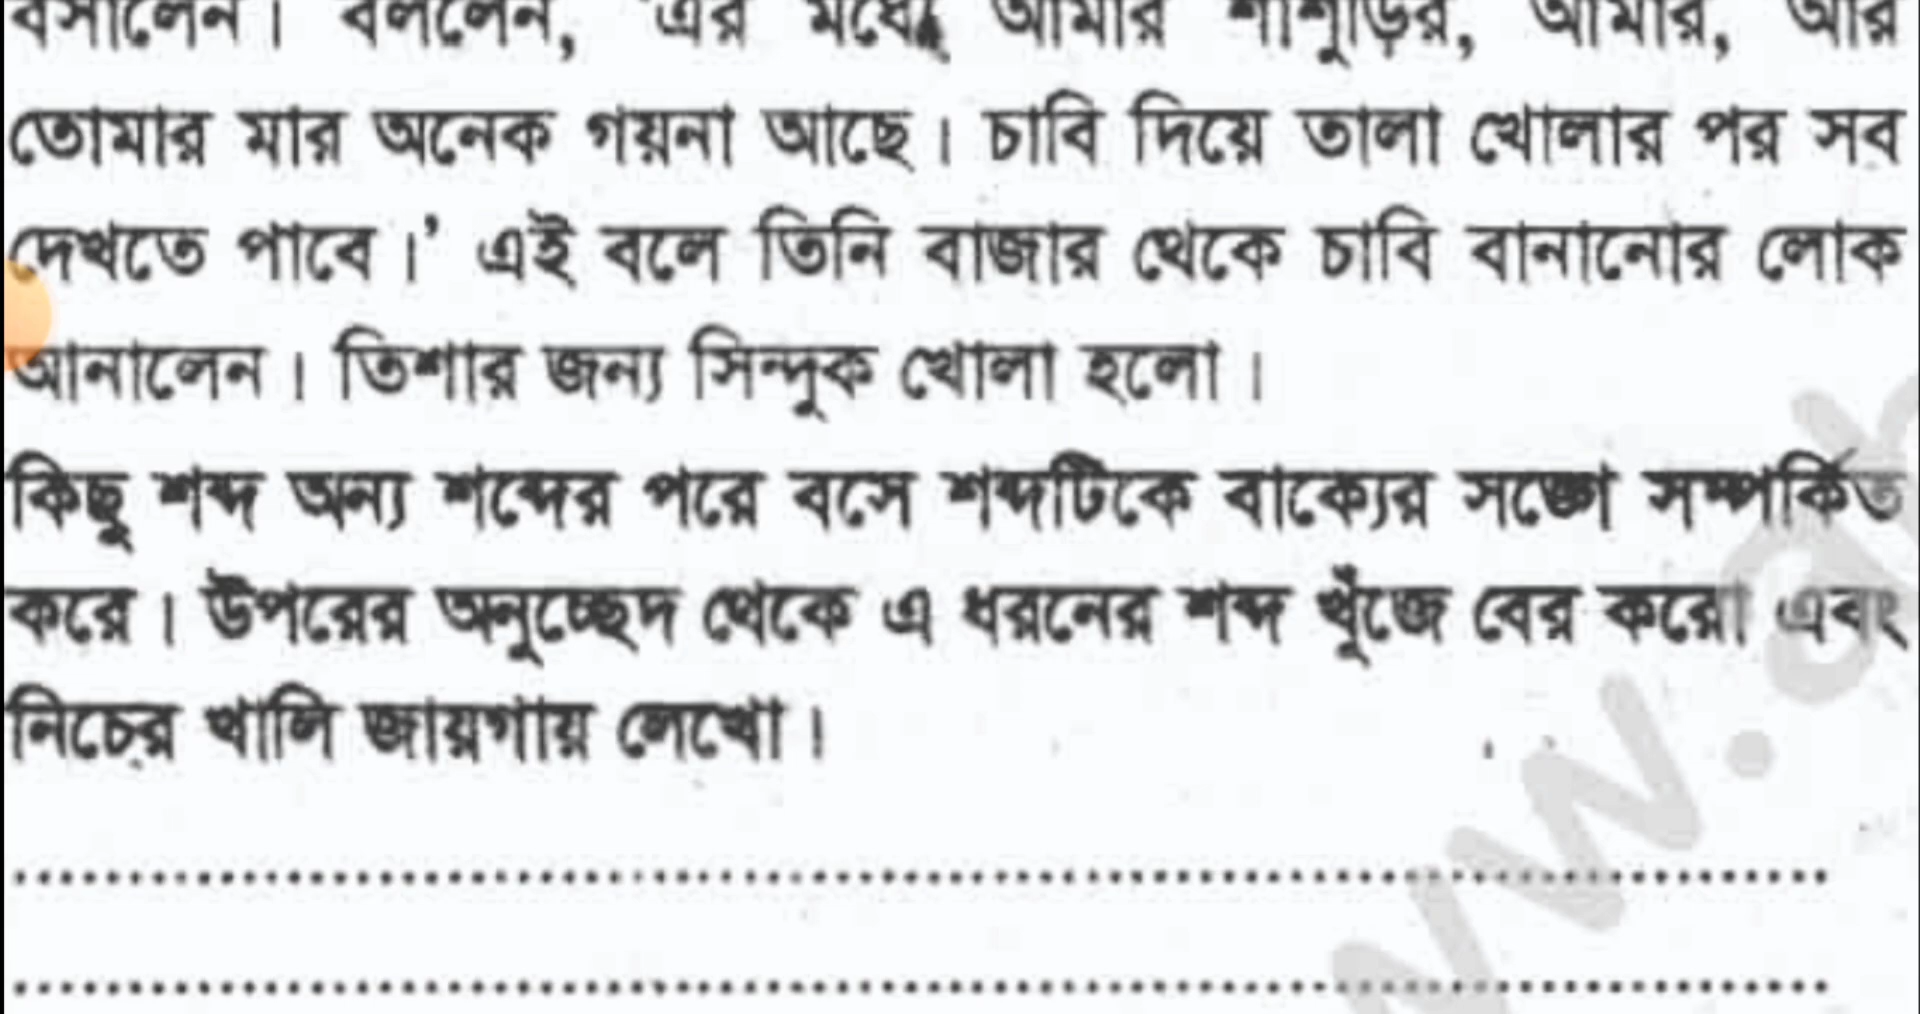 বসালেন। বললেন, 'এর মধ্যে আমার শাশুড়ির, আমার, আর
তোমার মার অনেক গয়না আছে। চাবি দিয়ে তালা খোলার পর সব
দেখতে পাবে।' এই বলে তিনি বাজার থেকে চাবি বানানোর লোক
আনালেন। তিশার জন্য সিন্দুক খোলা হলো।
কিছু শব্দ অন্য শব্দের পরে বসে শব্দটিকে বাক্যের সঙ্গে সম্পর্কিত
করে। উপরের অনুচ্ছেদ থেকে এ ধরনের শব্দ খুঁজে বের করো এবং
নিচের খালি জায়গায় লেখো।